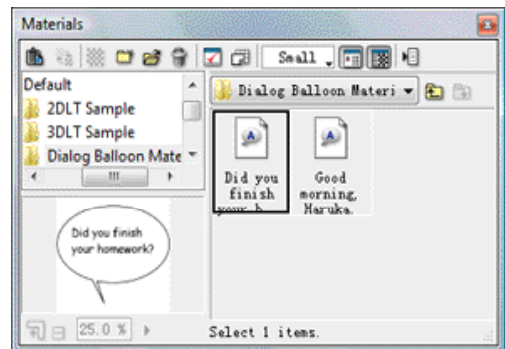 Materials
Small
Default
2DLT Sample
3DLT Sample
Dialog Balloon Mate
Dialog Balloon Materi
Did you
finish
your h...
Good
morning,
Haruka.
Did you finish
your homework?
25.0 %
Select 1 items.